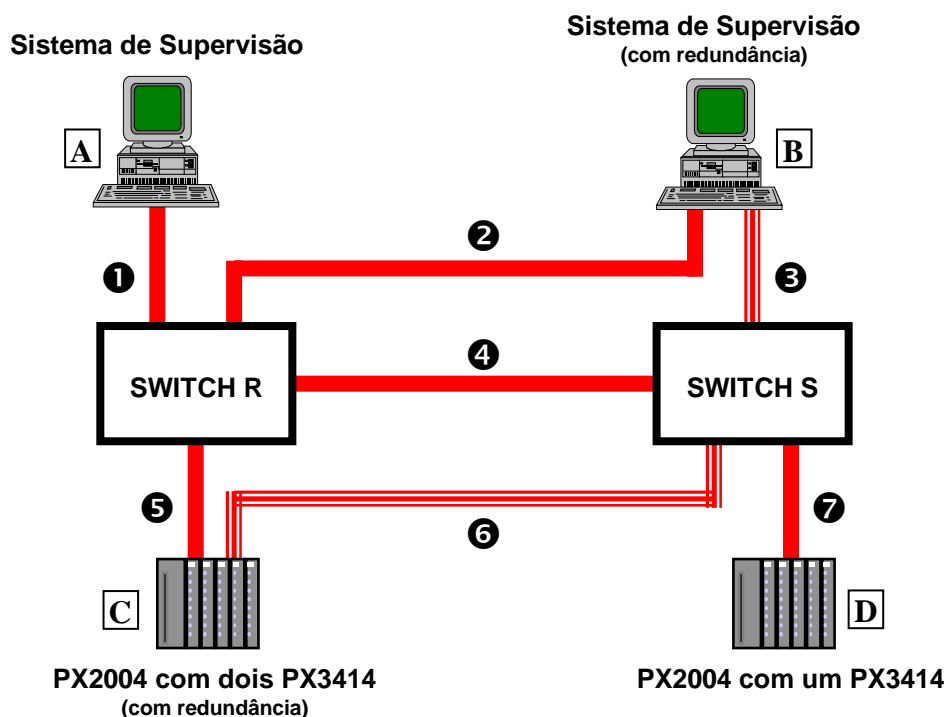 Sistema de Supervisão
Sistema de Supervisão
(com redundância)
A
B
❷
❶
❸
❹
SWITCH R
SWITCH S
❺
❻
❼
C
D
PX2004 com dois PX3414
(com redundância)
PX2004 com um PX3414